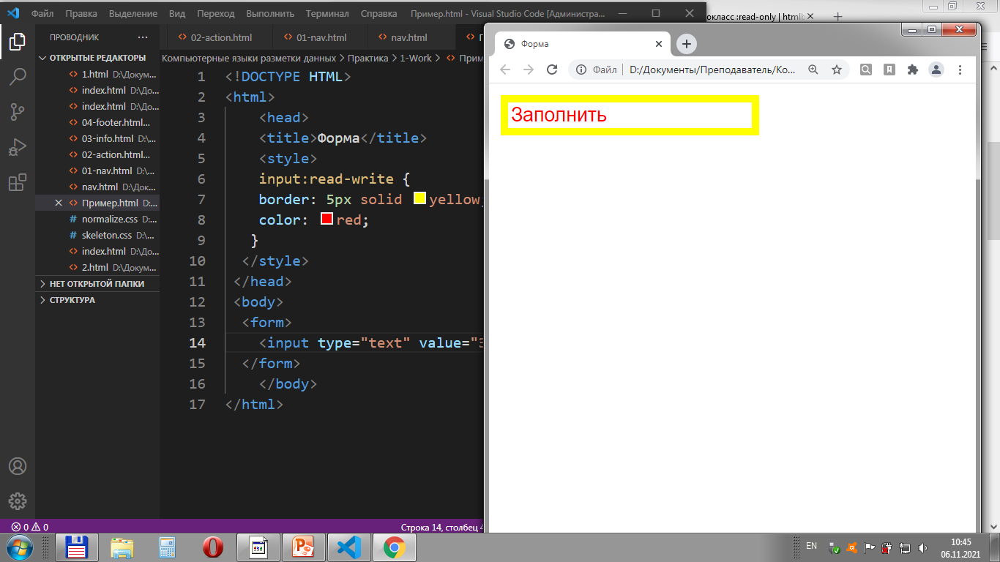 Файл Правка Выделение Вид Переход Выполнить Терминал Справка Пример.html - Visual Studio Code [Администра...
окласс :read-only | htmlb
ПРОВОДНИК
02-action.html 01-nav.html nav.html
ОТКРЫТЫЕ РЕДАКТОРЫ
Компьютерные языки разметки данных > Практика > 1-Work > Прим
1.html D:\Докум...
index.html D:\До...
index.html D:\До...
04-footer.html...
03-info.html D:\...
02-action.html...
01-nav.html D:\...
nav.html D:\Док...
Пример.html D:...
normalize.css D:...
skeleton.css D:\...
index.html D:\До...
2.html D:\Докум...
НЕТ ОТКРЫТОЙ ПАПКИ
СТРУКТУРА
1 <!DOCTYPE HTML>
2 <html>
3 <head>
4 <title>Форма</title>
5 <style>
6 input:read-write {
7 border: 5px solid yellow;
8 color: red;
9 }
10 </style>
11 </head>
12 <body>
13 <form>
14 <input type="text" value="З
15 </form>
16 </body>
17 </html>
0 0
Строка 14, столбец 4
Форма
Файл D:/Документы/Преподаватель/Ко...
Заполнить
EN
10:45
06.11.2021